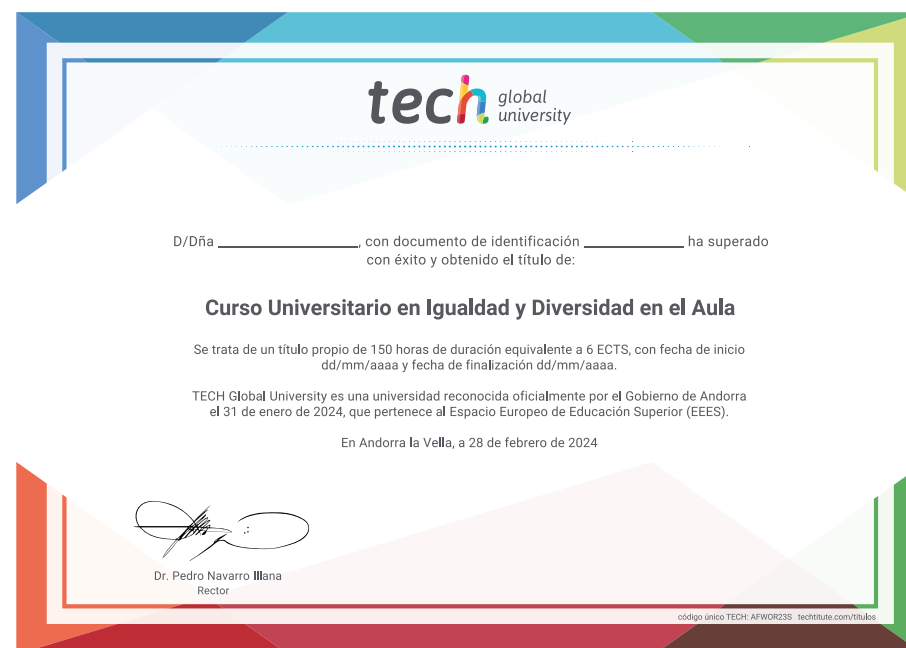 tech global university
D/Dña ____________________, con documento de identificación ______________ ha superado
con éxito y obtenido el título de:
Curso Universitario en Igualdad y Diversidad en el Aula
Se trata de un título propio de 150 horas de duración equivalente a 6 ECTS, con fecha de inicio
dd/mm/aaaa y fecha de finalización dd/mm/aaaa.
TECH Global University es una universidad reconocida oficialmente por el Gobierno de Andorra
el 31 de enero de 2024, que pertenece al Espacio Europeo de Educación Superior (EEES).
En Andorra la Vella, a 28 de febrero de 2024
Dr. Pedro Navarro Illana
Rector
código único TECH: AFWOR23S techtitute.com/titulos